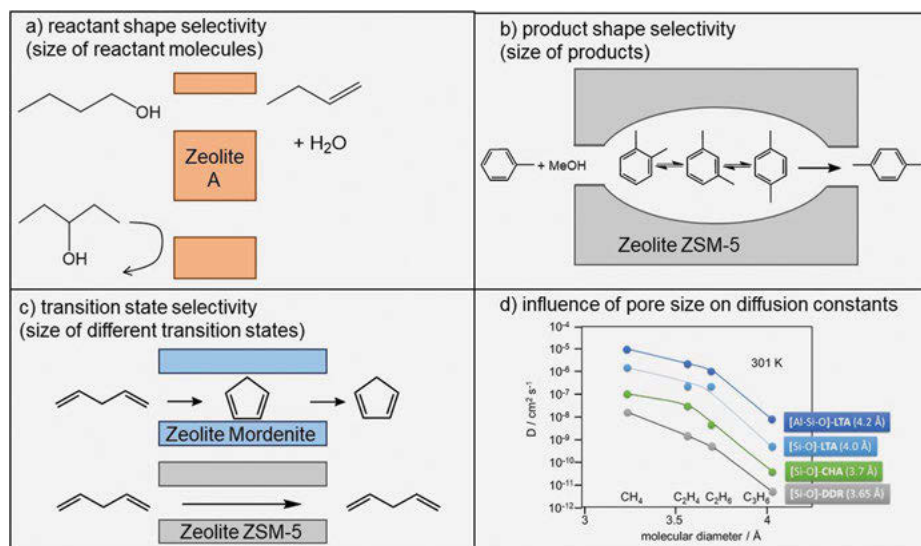 a) reactant shape selectivity
(size of reactant molecules)
OH
+ H₂O
Zeolite
A
OH
b) product shape selectivity
(size of products)
+ MeOH
Zeolite ZSM-5
c) transition state selectivity
(size of different transition states)
Zeolite Mordenite
Zeolite ZSM-5
d) influence of pore size on diffusion constants
D / cm² s⁻¹
10⁻⁴
10⁻⁵
10⁻⁶
10⁻⁷
10⁻⁸
10⁻⁹
10⁻¹⁰
10⁻¹¹
10⁻¹²
301 K
[Al-Si-O]-LTA (4.2 Å)
[Si-O]-LTA (4.0 Å)
[Si-O]-CHA (3.7 Å)
[Si-O]-DDR (3.65 Å)
CH₄ C₂H₄ C₂H₆ C₃H₆
3 3.5 4
molecular diameter / Å